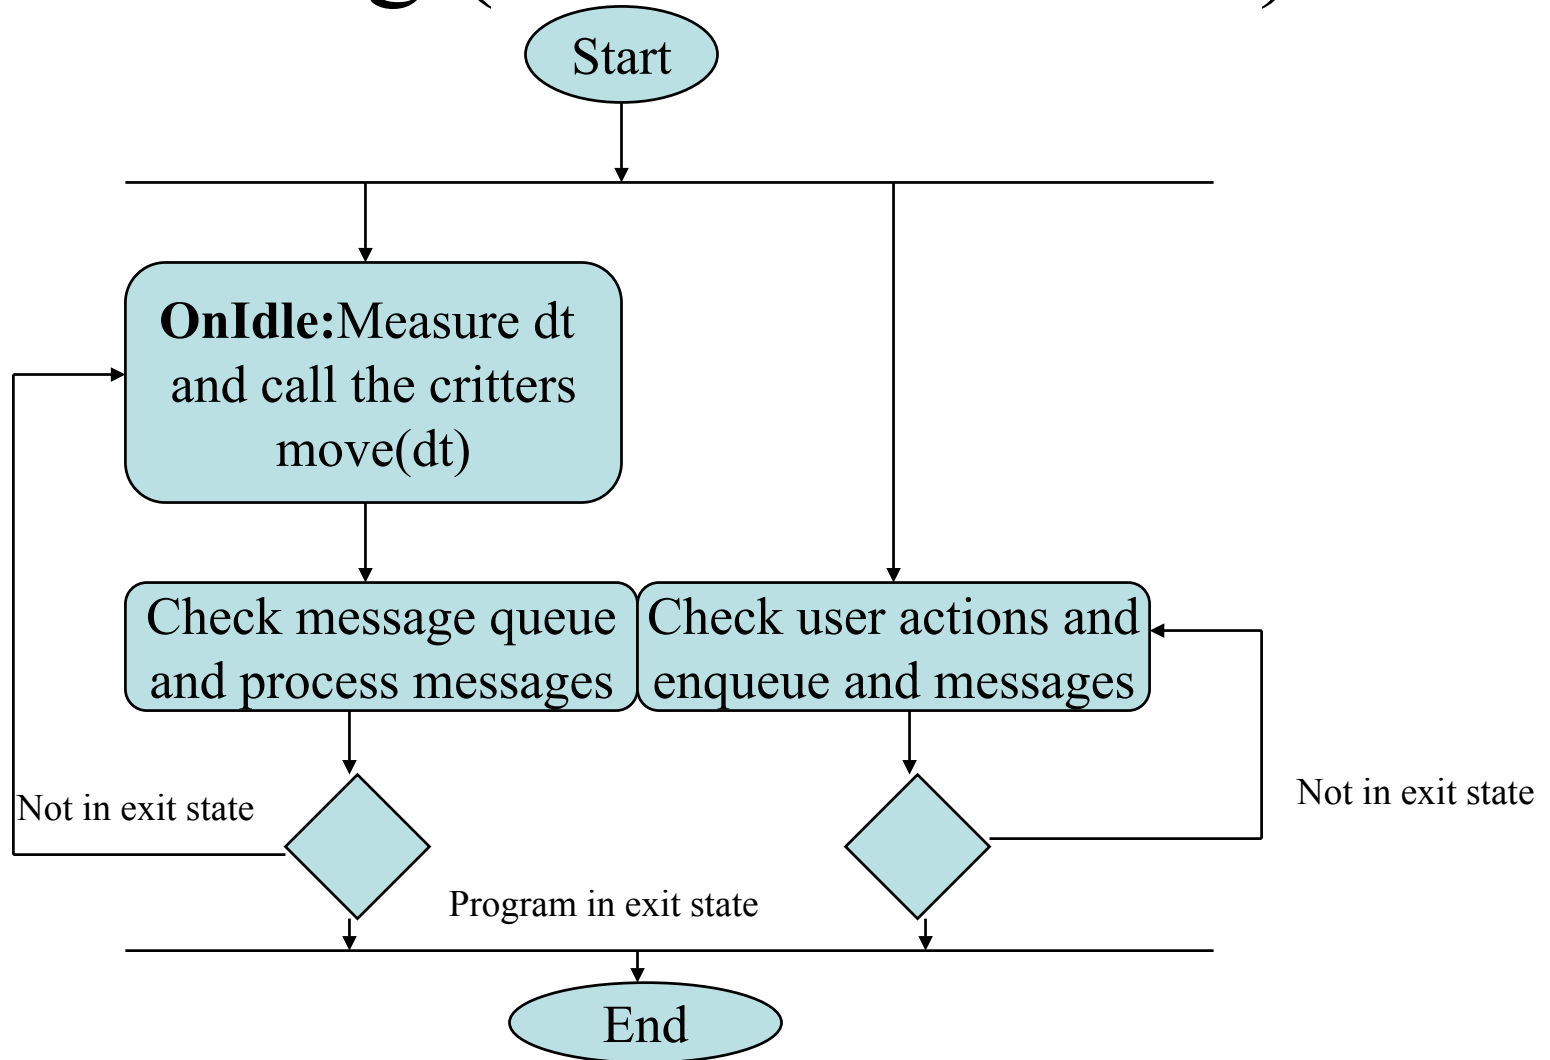 Start
OnIdle:Measure dt
and call the critters
move(dt)
Check message queue
and process messages
Check user actions and
enqueue and messages
Not in exit state
Not in exit state
Program in exit state
End